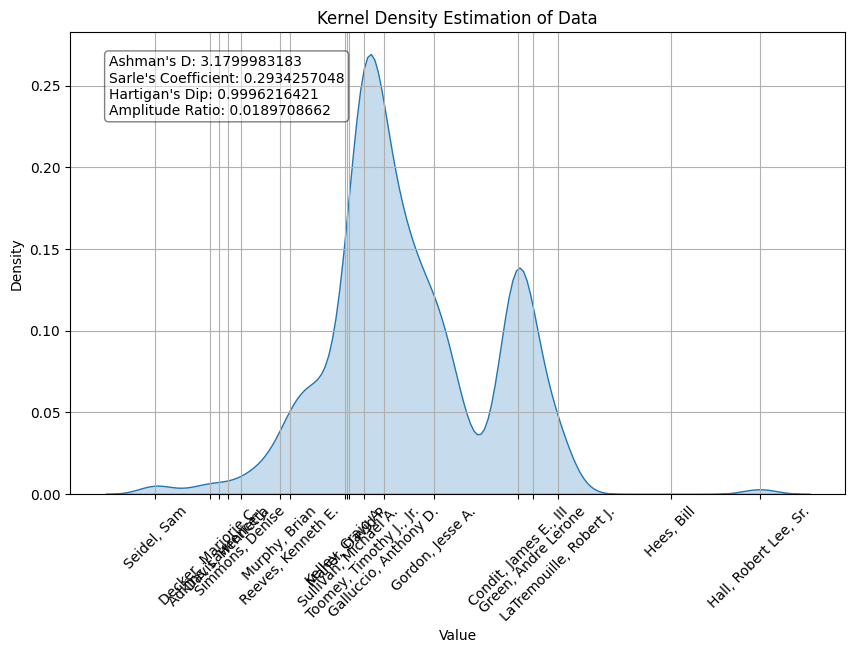 Kernel Density Estimation of Data
Ashman's D: 3.1799983183
Sarle's Coefficient: 0.2934257048
Hartigan's Dip: 0.9996216421
Amplitude Ratio: 0.0189708662
Density
0.25
0.20
0.15
0.10
0.05
0.00
Seidel, Sam
Decker, Marjorie C.
Simmons, Denise
Murphy, Brian
Reeves, Kenneth E.
Sullivan, Michael A.
Toomey, Timothy J., Jr.
Galluccio, Anthony D.
Gordon, Jesse A.
Condit, James E., III
Green, Andre Lerone
LaTremouille, Robert J.
Hees, Bill
Hall, Robert Lee, Sr.
Value